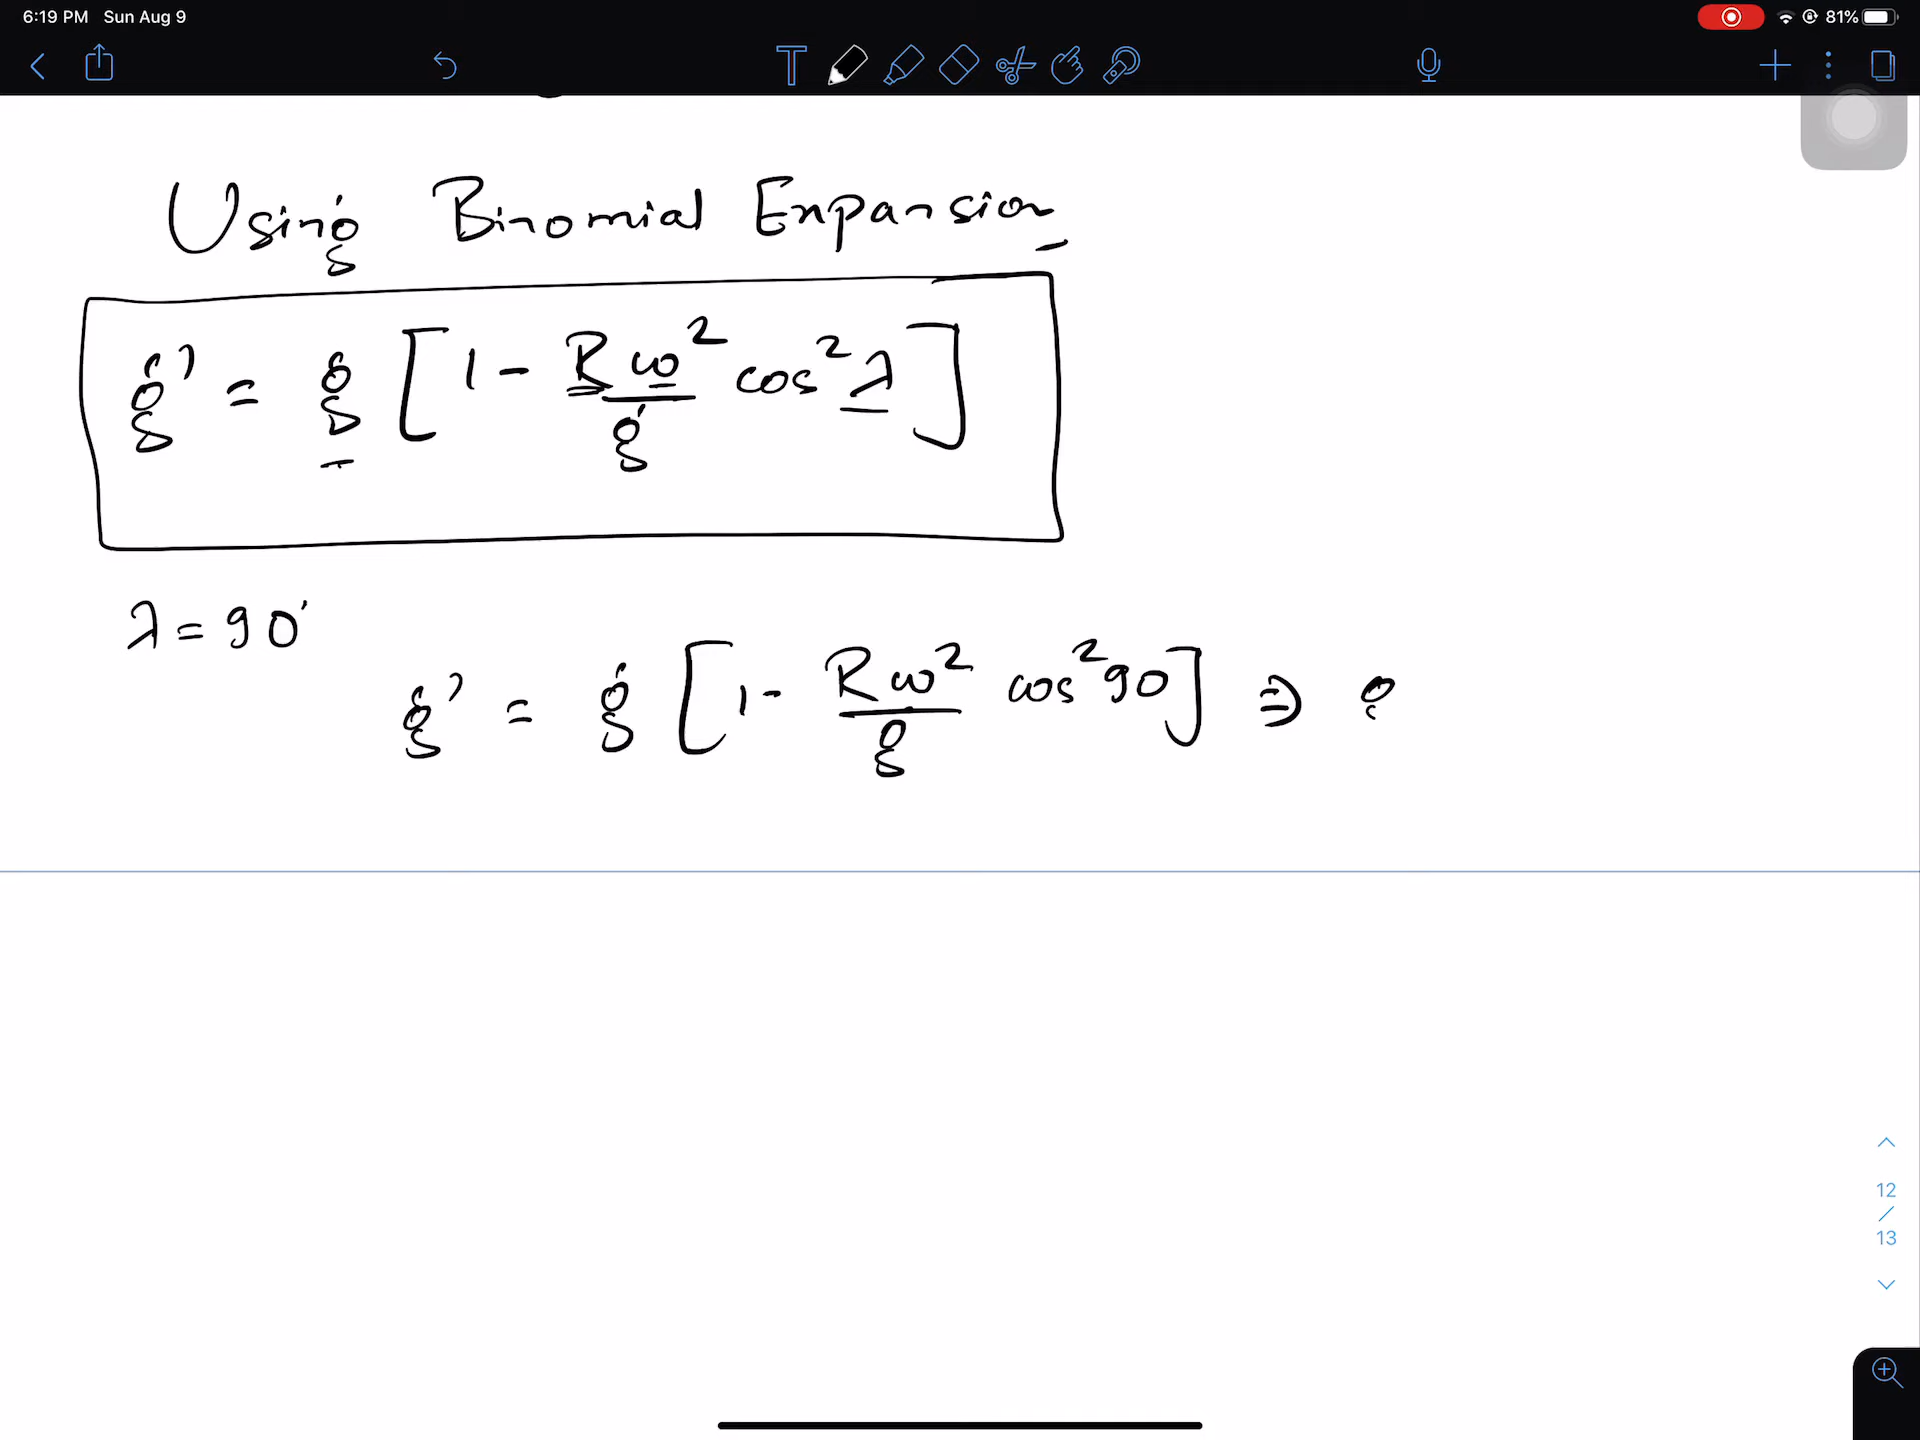 6:19 PM Sun Aug 9 81%
Using Binomial Expansion
g' = g [1 - Rω²/g cos²λ]
λ = 90°
g' = g [1 - Rω²/g cos²90] ⇒
12
/
13